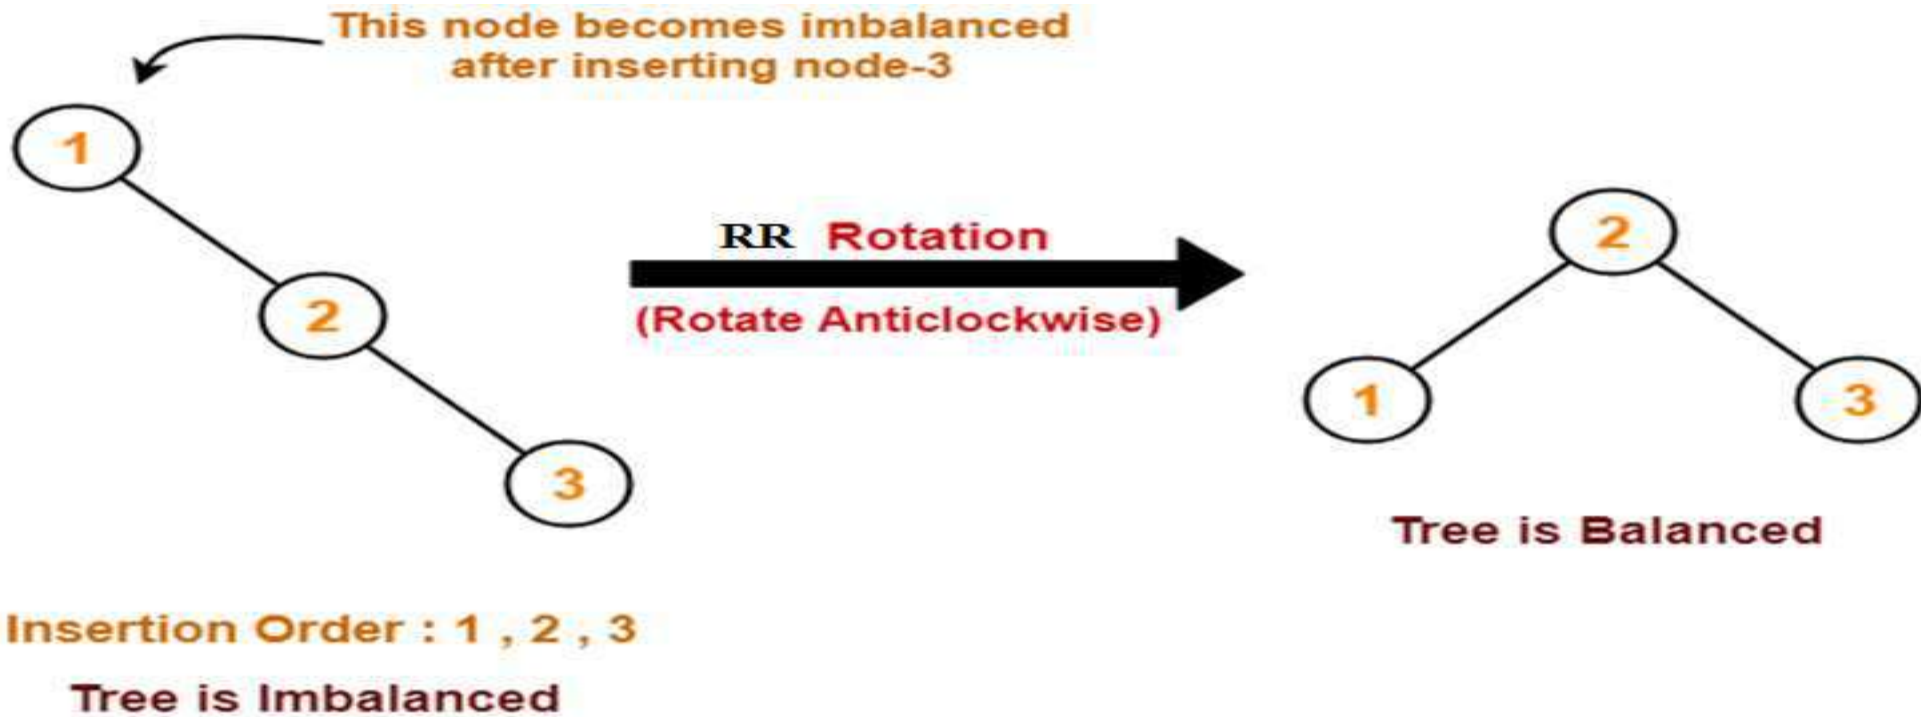 This node becomes imbalanced
after inserting node-3
1
2
3
RR Rotation
(Rotate Anticlockwise)
2
1
3
Tree is Balanced
Insertion Order : 1 , 2 , 3
Tree is Imbalanced